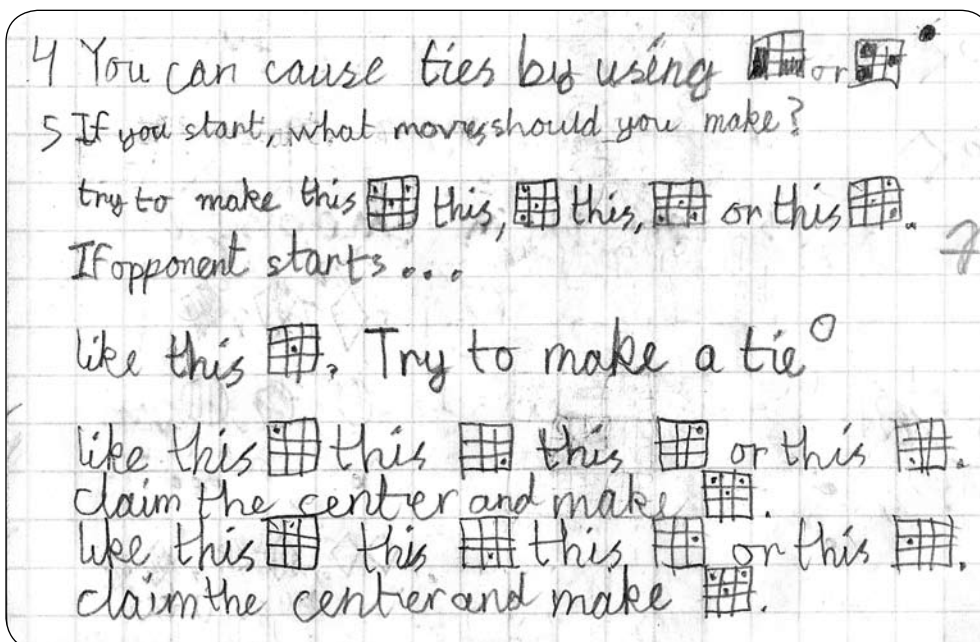 4 You can cause ties by using or
5 If you start, what moves should you make?
try to make this this, this, or this .
If opponent starts...
like this , Try to make a tie
like this this this or this .
claim the center and make .
like this this this or this .
claim the center and make .